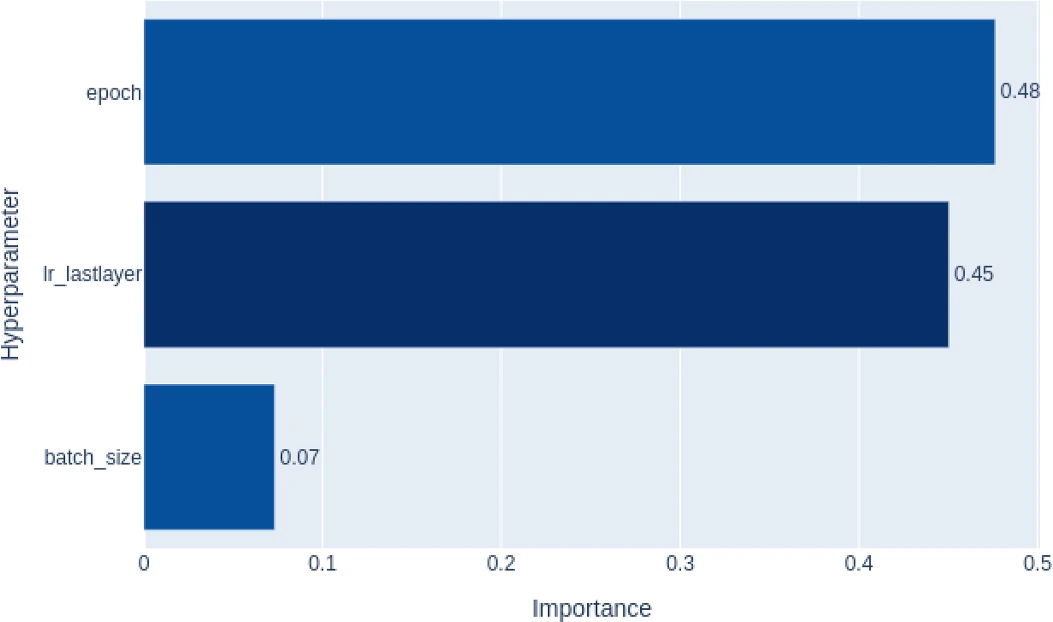 epoch
0.48
Hyperparameter
lr_lastlayer
0.45
batch_size
0.07
0 0.1 0.2 0.3 0.4 0.5
Importance